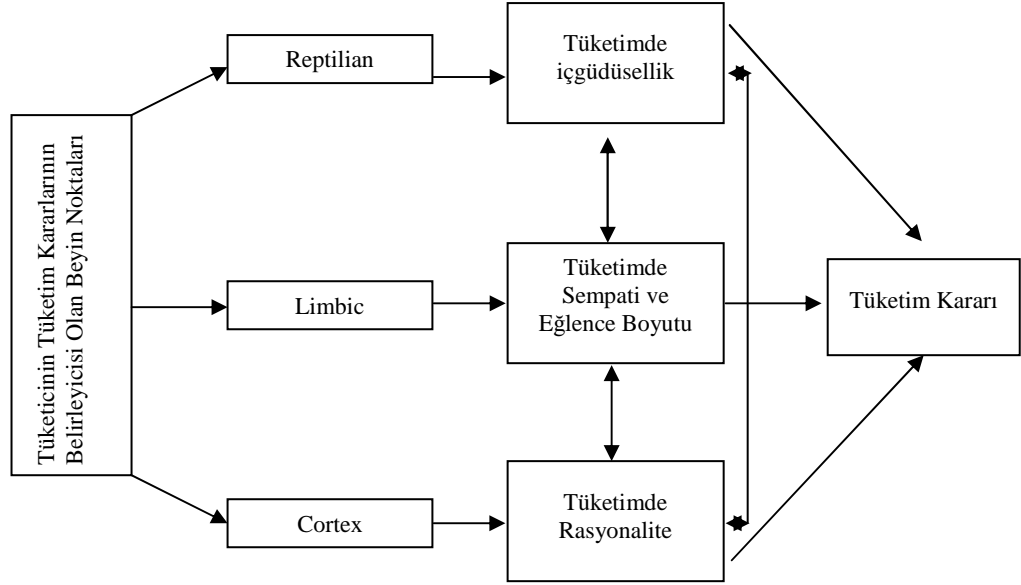 Tüketicinin Tüketim Kararlarının
Belirleyicisi Olan Beyin Noktaları
Reptilian
Tüketimde
içgüdüsellik
Limbic
Tüketimde
Sempati ve
Eğlence Boyutu
Tüketim Kararı
Cortex
Tüketimde
Rasyonalite